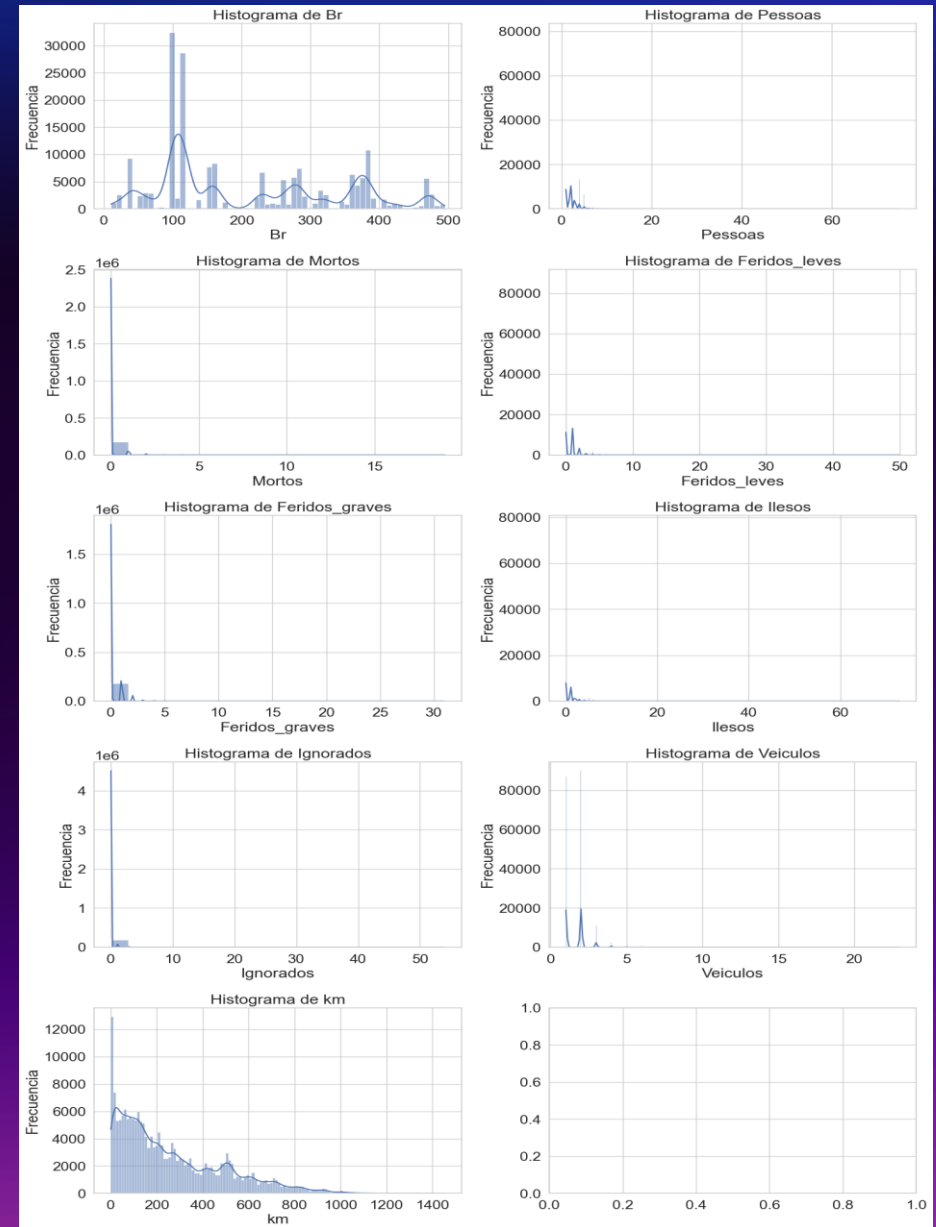 Histograma de Br
Frecuencia
30000
25000
20000
15000
10000
5000
0
0 100 200 300 400 500
Br
Histograma de Pessoas
Frecuencia
80000
60000
40000
20000
0
0 20 40 60
Pessoas
Histograma de Mortos
1e6
Frecuencia
2.5
2.0
1.5
1.0
0.5
0.0
0 5 10 15
Mortos
Histograma de Feridos_leves
Frecuencia
80000
60000
40000
20000
0
0 10 20 30 40 50
Feridos_leves
Histograma de Feridos_graves
1e6
Frecuencia
1.5
1.0
0.5
0.0
0 5 10 15 20 25 30
Feridos_graves
Histograma de Ilesos
Frecuencia
80000
60000
40000
20000
0
0 20 40 60
Ilesos
Histograma de Ignorados
1e6
Frecuencia
4
3
2
1
0
0 10 20 30 40 50
Ignorados
Histograma de Veiculos
Frecuencia
80000
60000
40000
20000
0
0 5 10 15 20
Veiculos
Histograma de km
Frecuencia
12000
10000
8000
6000
4000
2000
0
0 200 400 600 800 1000 1200 1400
km
1.0
0.8
0.6
0.4
0.2
0.0
0.0 0.2 0.4 0.6 0.8 1.0